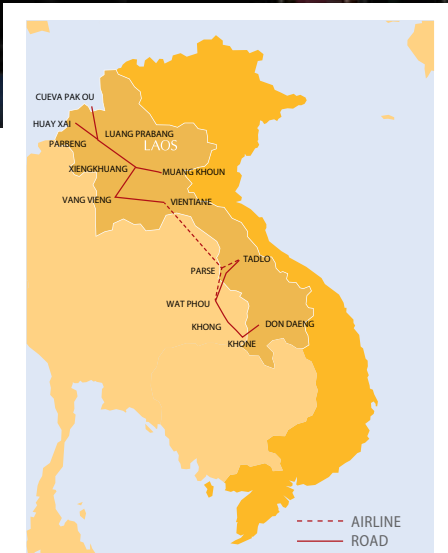 CUEVA PAK OU
HUAY XAI
LUANG PRABANG
PARBENG
LAOS
XIENGKHUANG
MUANG KHOUN
VANG VIENG
VIENTIANE
TADLO
PARSE
WAT PHOU
KHONG
DON DAENG
KHONE
AIRLINE
ROAD